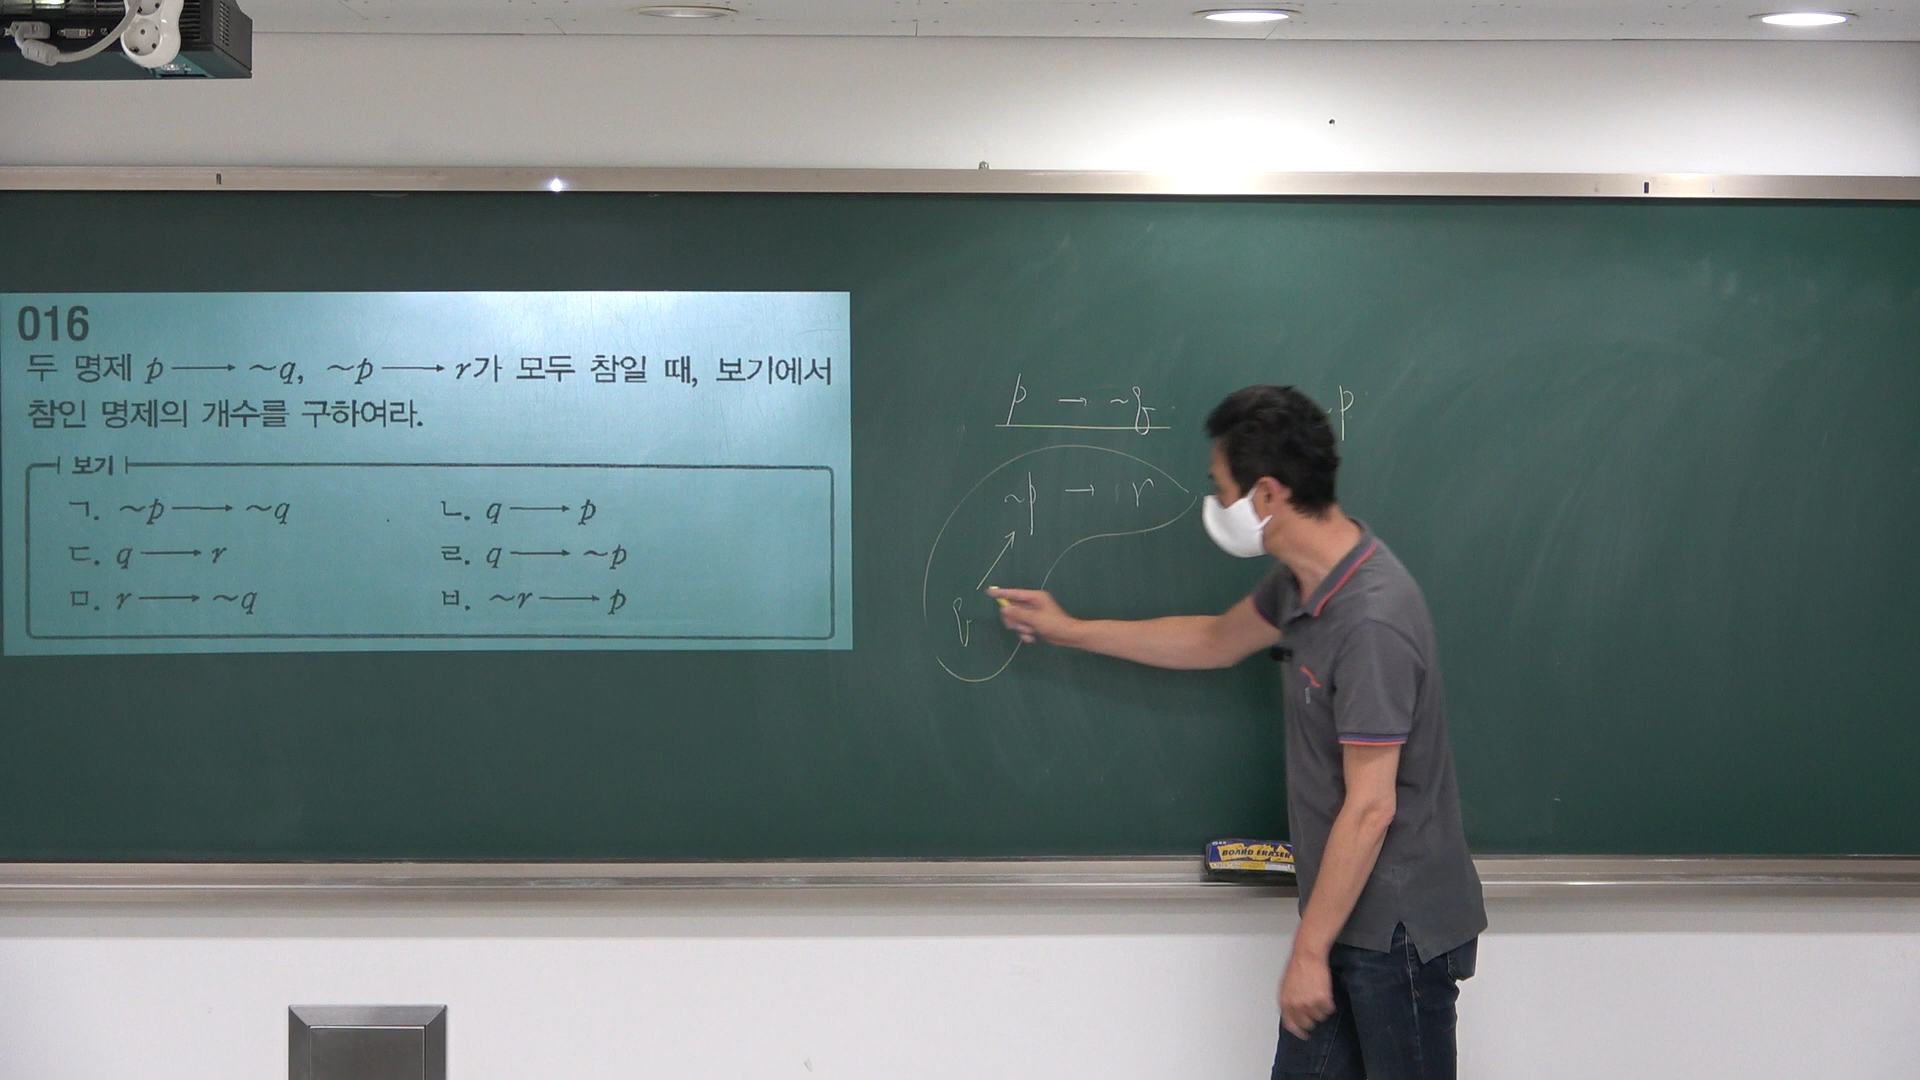 016
두 명제 p ⟶ ~q, ~p ⟶ r가 모두 참일 때, 보기에서
참인 명제의 개수를 구하여라.
보기
ㄱ. ~p ⟶ ~q
ㄴ. q ⟶ p
ㄷ. q ⟶ r
ㄹ. q ⟶ ~p
ㅁ. r ⟶ ~q
ㅂ. ~r ⟶ p
p → ~q
~p
~p → r
q
BOARD ERASER